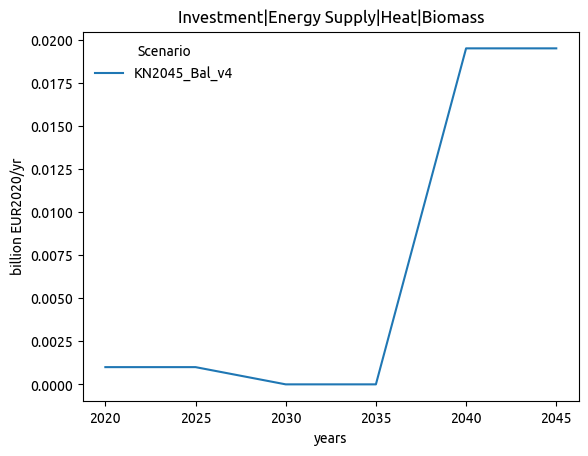 Investment|Energy Supply|Heat|Biomass
Scenario
KN2045_Bal_v4
billion EUR2020/yr
0.0200
0.0175
0.0150
0.0125
0.0100
0.0075
0.0050
0.0025
0.0000
2020 2025 2030 2035 2040 2045
years